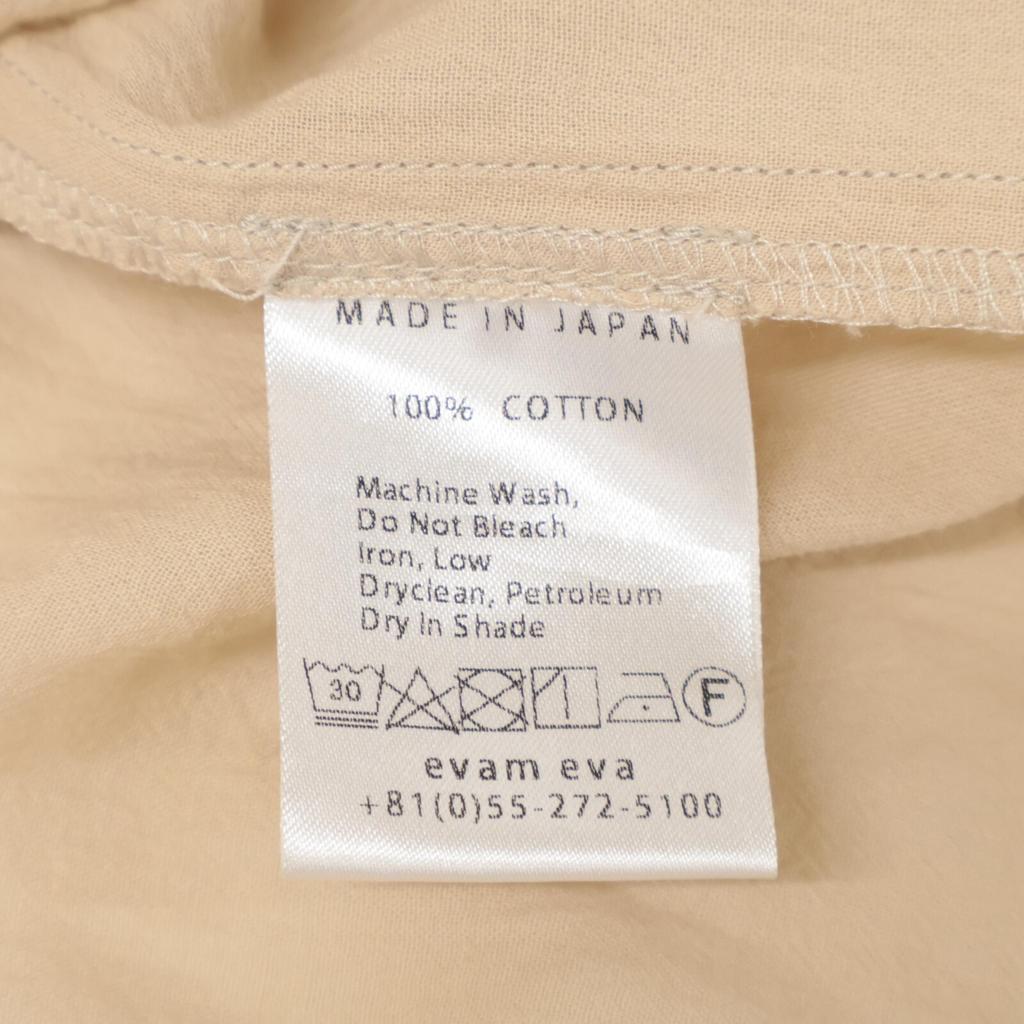 MADE IN JAPAN
100% COTTON
Machine Wash,
Do Not Bleach
Iron, Low
Dryclean, Petroleum
Dry In Shade
30 F
evam eva
+81(0)55-272-5100